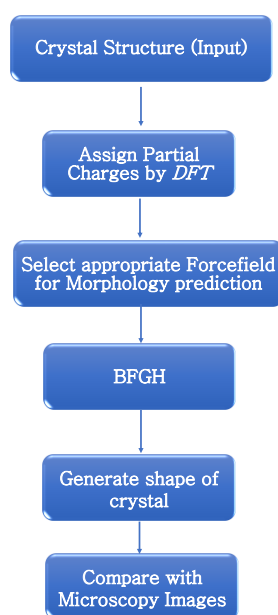 Crystal Structure (Input)
Assign Partial
Charges by DFT
Select appropriate Forcefield
for Morphology prediction
BFGH
Generate shape of
crystal
Compare with
Microscopy Images